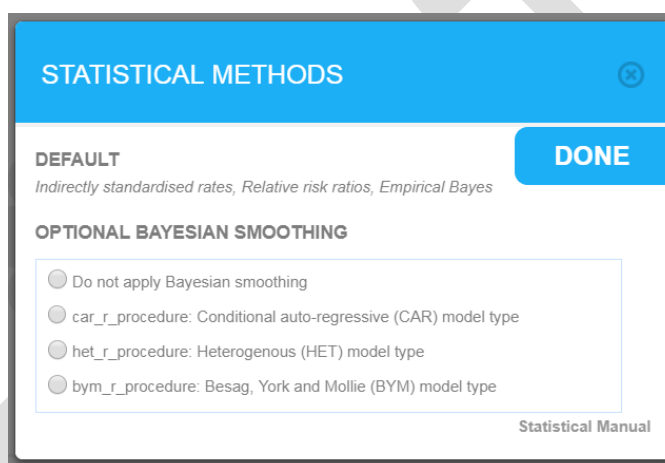 STATISTICAL METHODS
DONE
DEFAULT
Indirectly standardised rates, Relative risk ratios, Empirical Bayes
OPTIONAL BAYESIAN SMOOTHING
Do not apply Bayesian smoothing
car_r_procedure: Conditional auto-regressive (CAR) model type
het_r_procedure: Heterogenous (HET) model type
bym_r_procedure: Besag, York and Mollie (BYM) model type
Statistical Manual